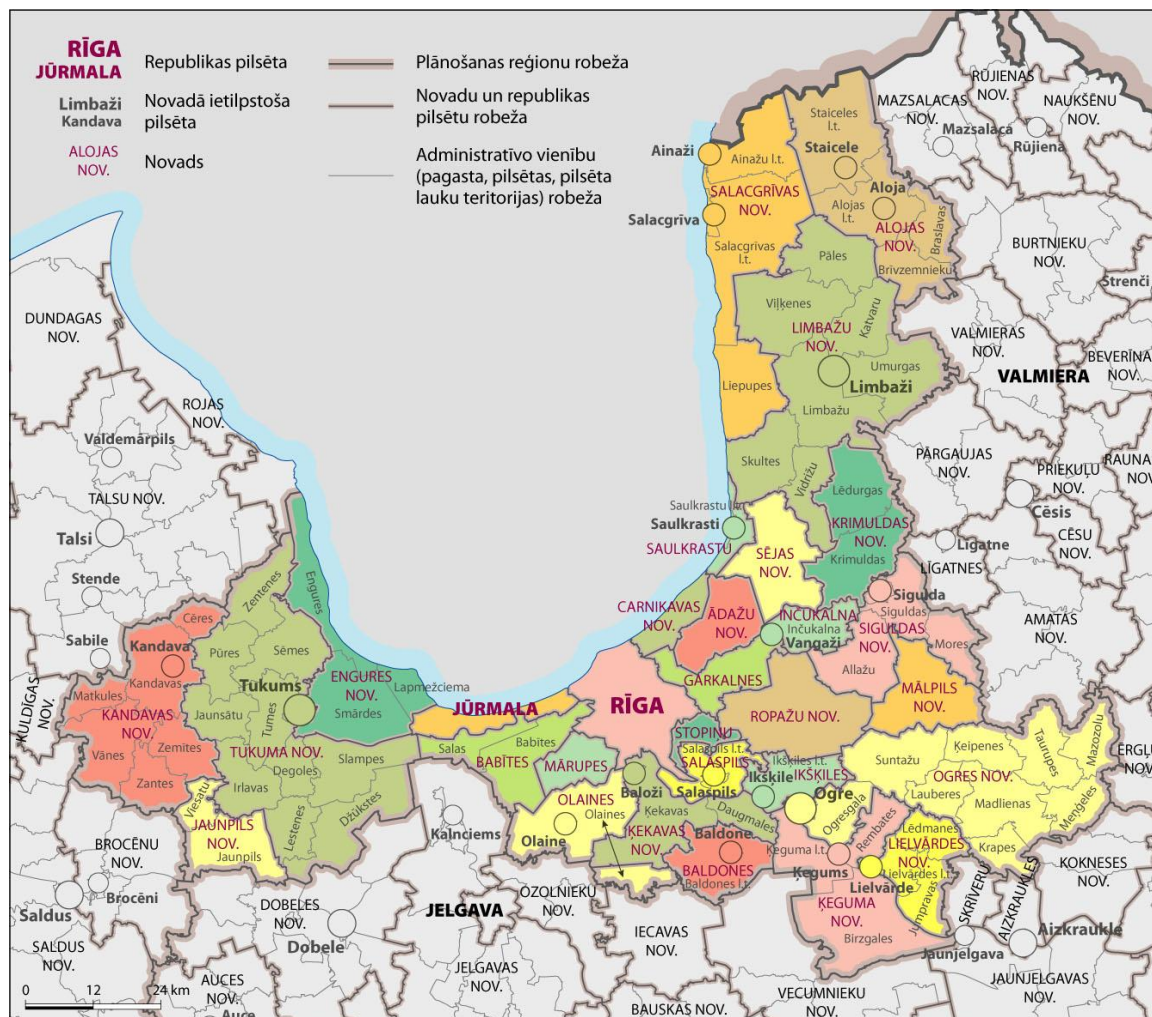 RĪGA
JŪRMALA
Republikas pilsēta
Limbaži
Kandava
Novadā ietilpstoša
pilsēta
ALOJAS
NOV.
Novads
Plānošanas reģionu robeža
Novadu un republikas
pilsētu robeža
Administratīvo vienību
(pagasta, pilsētas, pilsēta
lauku teritorijas) robeža
RŪJIENAS
NOV.
MAZSALACAS
NOV.
NAUKŠĒNU
NOV.
Mazsalaca
Rūjiena
Staiceles
l.t.
Staicele
Ainaži
Ainažu l.t.
SALACGRĪVAS
NOV.
Salacgrīva
Salacgrīvas
l.t.
Aloja
Alojas
l.t.
ALOJAS
NOV.
Braslavas
Brīvzemnieku
BURTNIEKU
NOV.
Strenči
Pāles
Viļķenes
Katvaru
LIMBAŽU
NOV.
Umurgas
Limbaži
Limbažu
Liepupes
VALMIERAS
NOV.
BEVERĪNAS
NOV.
VALMIERA
DUNDAGAS
NOV.
ROJAS
NOV.
Valdemārpils
TALSU NOV.
Talsi
Stende
Sabile
Skultes
Vidrižu
Lēdurgas
KRIMULDAS
NOV.
Krimuldas
PĀRGAUJAS
NOV.
PRIEKUĻU
NOV.
RAUNAS
NOV.
Cēsis
CĒSU
NOV.
Līgatne
LĪGATNES
AMATAS
NOV.
Saulkrastu l.t.
Saulkrasti
SAULKRASTU
SĒJAS
NOV.
CARNIKAVAS
NOV.
ĀDAŽU
NOV.
INČUKALNA
Inčukalna
Vangaži
Sigulda
Siguldas
SIGULDAS
NOV.
Mores
Allažu
GARKALNES
MĀLPILS
NOV.
ROPAŽU NOV.
Engures
Zentenes
Cēres
Kandava
Kandavas
Pūres
Sēmes
Tukums
ENGURES
NOV.
Lapmežciema
Smārdes
KULDĪGAS
NOV.
Matkules
KANDAVAS
NOV.
Vānes
Zemītes
Zantes
Jaunsātu
Tumes
TUKUMA NOV.
Degoles
Slampes
Irlavas
Lestenes
Džūkstes
Viesatu
JAUNPILS
NOV.
Jaunpils
JŪRMALA
RĪGA
Salas
Babītes
BABĪTES
MĀRUPES
STOPIŅU
Salaspils l.t.
SALASPILS
Salaspils
Ikšķiles l.t.
IKŠĶILES
Ikšķile
Ogre
Ogresgala
Suntažu
Ķeipenes
Taurupes
Mazozolu
OGRES NOV.
Lauberes
Madlienas
Meņģeles
Krapes
ĒRGĻU
NOV.
Baloži
OLAINES
Olaines
Olaine
Ķekavas
ĶEKAVAS
NOV.
Daugmales
Baldone
BALDONES
Baldones l.t.
Ķeguma l.t.
Ķegums
Rembates
Lēdmanes
LIELVĀRDES
NOV.
Lielvārdes l.t.
Lielvārde
Jumpravas
ĶEGUMA
NOV.
Birzgales
SKRĪVERU
AIZKRAUKLES
KOKNESES
NOV.
Aizkraukle
Jaunjelgava
JAUNJELGAVAS
NOV.
BROCĒNU
NOV.
Brocēni
Saldus
SALDUS
NOV.
Kalnciems
DOBELES
NOV.
Dobele
JELGAVA
OZOLNIEKU
NOV.
IECAVAS
NOV.
AUCES
NOV.
Auce
JELGAVAS
NOV.
BAUSKAS NOV.
VECUMNIEKU
NOV.
0 12 24 km